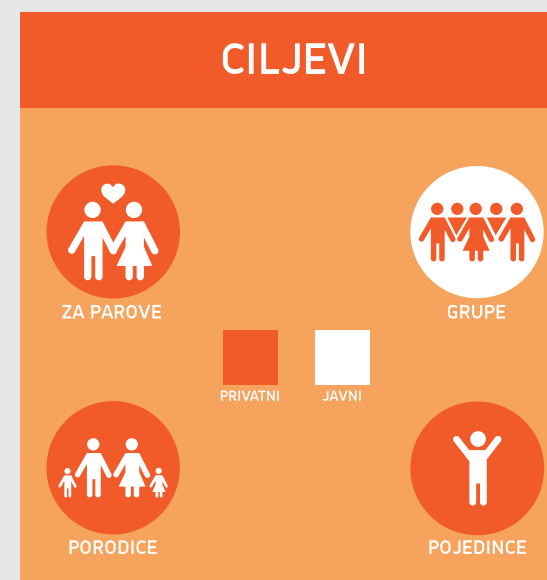 CILJEVI
ZA PAROVE
GRUPE
PRIVATNI
JAVNI
PORODICE
POJEDINCE